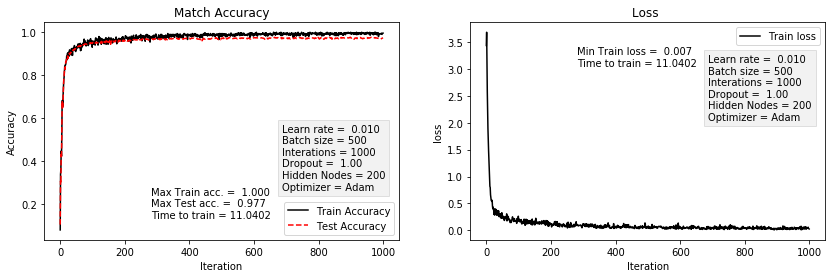 Match Accuracy
1.0
0.8
0.6
0.4
0.2
Accuracy
Learn rate =  0.010
Batch size = 500
Interations = 1000
Dropout =  1.00
Hidden Nodes = 200
Optimizer = Adam
Max Train acc. =  1.000
Max Test acc. =  0.977
Time to train = 11.0402
Train Accuracy
Test Accuracy
0 200 400 600 800 1000
Iteration
Loss
3.5
3.0
2.5
2.0
1.5
1.0
0.5
0.0
loss
Train loss
Min Train loss =  0.007
Time to train = 11.0402
Learn rate =  0.010
Batch size = 500
Interations = 1000
Dropout =  1.00
Hidden Nodes = 200
Optimizer = Adam
0 200 400 600 800 1000
Iteration